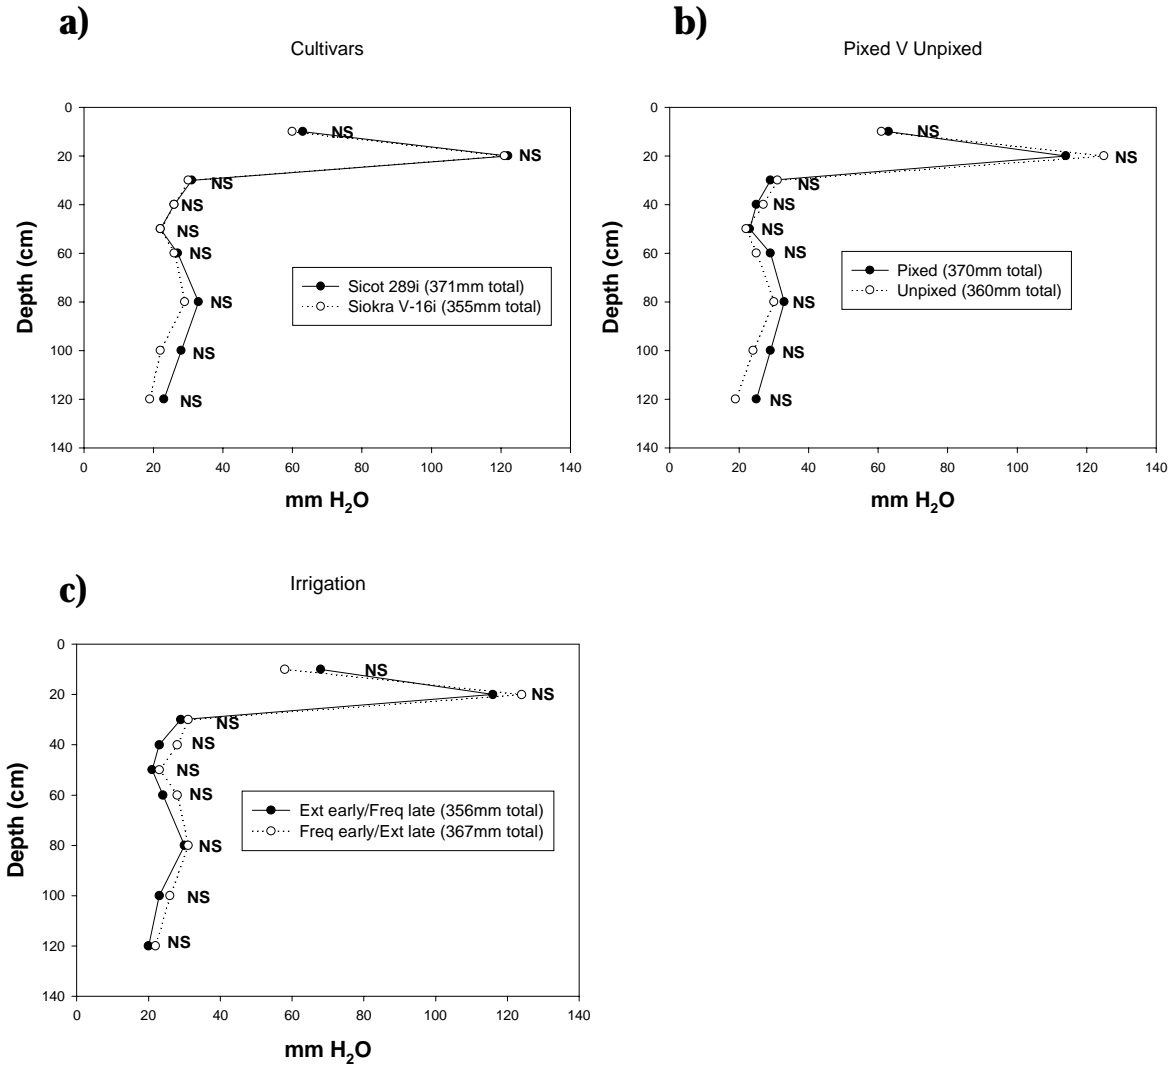 a)
Cultivars
0
20
40
60
80
100
120
140
Depth (cm)
NS
NS
NS
NS
NS
NS
NS
NS
NS
Sicot 289i (371mm total)
Siokra V-16i (355mm total)
0 20 40 60 80 100 120 140
mm H₂O
b)
Pixed V Unpixed
0
20
40
60
80
100
120
140
Depth (cm)
NS
NS
NS
NS
NS
NS
NS
NS
NS
Pixed (370mm total)
Unpixed (360mm total)
0 20 40 60 80 100 120 140
mm H₂O
c)
Irrigation
0
20
40
60
80
100
120
140
Depth (cm)
NS
NS
NS
NS
NS
NS
NS
NS
NS
Ext early/Freq late (356mm total)
Freq early/Ext late (367mm total)
0 20 40 60 80 100 120 140
mm H₂O